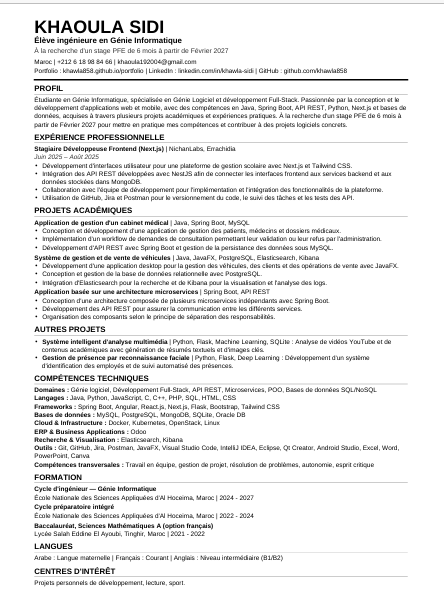 KHAOULA SIDI
Élève ingénieure en Génie Informatique
À la recherche d'un stage PFE de 6 mois à partir de Février 2027
Maroc | +212 6 18 98 84 66 | khaoula192004@gmail.com
Portfolio : khawla858.github.io/portfolio | LinkedIn : linkedin.com/in/khawla-sidi | GitHub : github.com/khawla858
PROFIL
Étudiante en Génie Informatique, spécialisée en Génie Logiciel et développement Full-Stack. Passionnée par la conception et le
développement d'applications web et mobile, avec des compétences en Java, Spring Boot, API REST, Python, Next.js et bases de
données, acquises à travers plusieurs projets académiques et expériences pratiques. À la recherche d'un stage PFE de 6 mois à
partir de Février 2027 pour mettre en pratique mes compétences et contribuer à des projets logiciels concrets.
EXPÉRIENCE PROFESSIONNELLE
Stagiaire Développeuse Frontend (Next.js) | NichanLabs, Errachidia
Juin 2025 – Août 2025
• Développement d'interfaces utilisateur pour une plateforme de gestion scolaire avec Next.js et Tailwind CSS.
• Intégration des API REST développées avec NestJS afin de connecter les interfaces frontend aux services backend et aux
données stockées dans MongoDB.
• Collaboration avec l'équipe de développement pour l'implémentation et l'intégration des fonctionnalités de la plateforme.
• Utilisation de GitHub, Jira et Postman pour le versionnement du code, le suivi des tâches et les tests des API.
PROJETS ACADÉMIQUES
Application de gestion d'un cabinet médical | Java, Spring Boot, MySQL
• Conception et développement d'une application de gestion des patients, médecins et dossiers médicaux.
• Implémentation d'un workflow de demandes de consultation permettant leur validation ou leur refus par l'administration.
• Développement d'API REST avec Spring Boot et gestion de la persistance des données sous MySQL.
Système de gestion et de vente de véhicules | Java, JavaFX, PostgreSQL, Elasticsearch, Kibana
• Développement d'une application desktop pour la gestion des véhicules, des clients et des opérations de vente avec JavaFX.
• Conception et gestion de la base de données relationnelle avec PostgreSQL.
• Intégration d'Elasticsearch pour la recherche et de Kibana pour la visualisation et l'analyse des logs.
Application basée sur une architecture microservices | Spring Boot, API REST
• Conception d'une architecture composée de plusieurs microservices indépendants avec Spring Boot.
• Développement des API REST pour assurer la communication entre les différents services.
• Organisation des composants selon le principe de séparation des responsabilités.
AUTRES PROJETS
• Système intelligent d'analyse multimédia | Python, Flask, Machine Learning, SQLite : Analyse de vidéos YouTube et de
contenus académiques avec génération de résumés textuels et d'images clés.
• Gestion de présence par reconnaissance faciale | Python, Flask, Deep Learning : Développement d'un système
d'identification des employés et de suivi automatisé des présences.
COMPÉTENCES TECHNIQUES
Domaines : Génie logiciel, Développement Full-Stack, API REST, Microservices, POO, Bases de données SQL/NoSQL
Langages : Java, Python, JavaScript, C, C++, PHP, SQL, HTML, CSS
Frameworks : Spring Boot, Angular, React.js, Next.js, Flask, Bootstrap, Tailwind CSS
Bases de données : MySQL, PostgreSQL, MongoDB, SQLite, Oracle DB
Cloud & Infrastructure : Docker, Kubernetes, OpenStack, Linux
ERP & Business Applications : Odoo
Recherche & Visualisation : Elasticsearch, Kibana
Outils : Git, GitHub, Jira, Postman, JavaFX, Visual Studio Code, IntelliJ IDEA, Eclipse, Qt Creator, Android Studio, Excel, Word,
PowerPoint, Canva
Compétences transversales : Travail en équipe, gestion de projet, résolution de problèmes, autonomie, esprit critique
FORMATION
Cycle d'ingénieur — Génie Informatique
École Nationale des Sciences Appliquées d'Al Hoceima, Maroc | 2024 - 2027
Cycle préparatoire intégré
École Nationale des Sciences Appliquées d'Al Hoceima, Maroc | 2022 - 2024
Baccalauréat, Sciences Mathématiques A (option français)
Lycée Salah Eddine El Ayoubi, Tinghir, Maroc | 2021 - 2022
LANGUES
Arabe : Langue maternelle | Français : Courant | Anglais : Niveau intermédiaire (B1/B2)
CENTRES D'INTÉRÊT
Projets personnels de développement, lecture, sport.